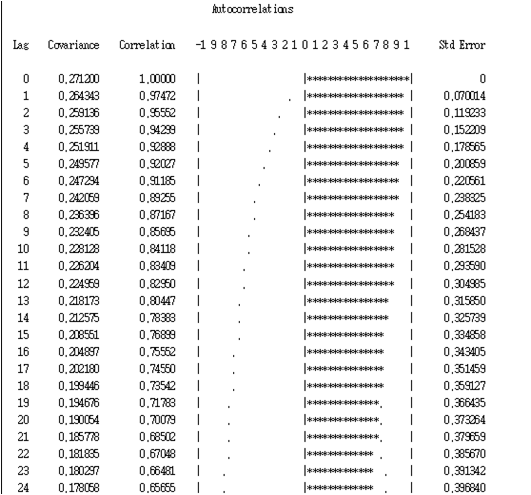 Autocorrelations
Lag Covariance Correlation -1 9 8 7 6 5 4 3 2 1 0 1 2 3 4 5 6 7 8 9 1 Std Error
0 0.271200 1.00000 | |********************| 0
1 0.264343 0.97472 | . |******************* | 0.070014
2 0.259136 0.95552 | . |******************* | 0.119233
3 0.255739 0.94299 | . |******************* | 0.152209
4 0.251911 0.92888 | . |******************* | 0.178565
5 0.249577 0.92027 | . |****************** | 0.200859
6 0.247294 0.91185 | . |****************** | 0.220561
7 0.242059 0.89255 | . |****************** | 0.238325
8 0.236396 0.87167 | . |***************** | 0.254183
9 0.232405 0.85695 | . |***************** | 0.268437
10 0.228128 0.84118 | . |***************** | 0.281528
11 0.226204 0.83409 | . |***************** | 0.293590
12 0.224959 0.82950 | . |***************** | 0.304985
13 0.218173 0.80447 | . |**************** | 0.315850
14 0.212575 0.78383 | . |**************** | 0.325739
15 0.208551 0.76899 | . |*************** | 0.334858
16 0.204897 0.75552 | . |*************** | 0.343405
17 0.202180 0.74550 | . |*************** | 0.351459
18 0.199446 0.73542 | . |*************** | 0.359127
19 0.194676 0.71783 | . |**************. | 0.366435
20 0.190054 0.70079 | . |**************. | 0.373264
21 0.185778 0.68502 | . |**************. | 0.379659
22 0.181835 0.67048 | . |************* . | 0.385670
23 0.180297 0.66481 | . |************* . | 0.391342
24 0.178058 0.65655 | . |************* . | 0.396840